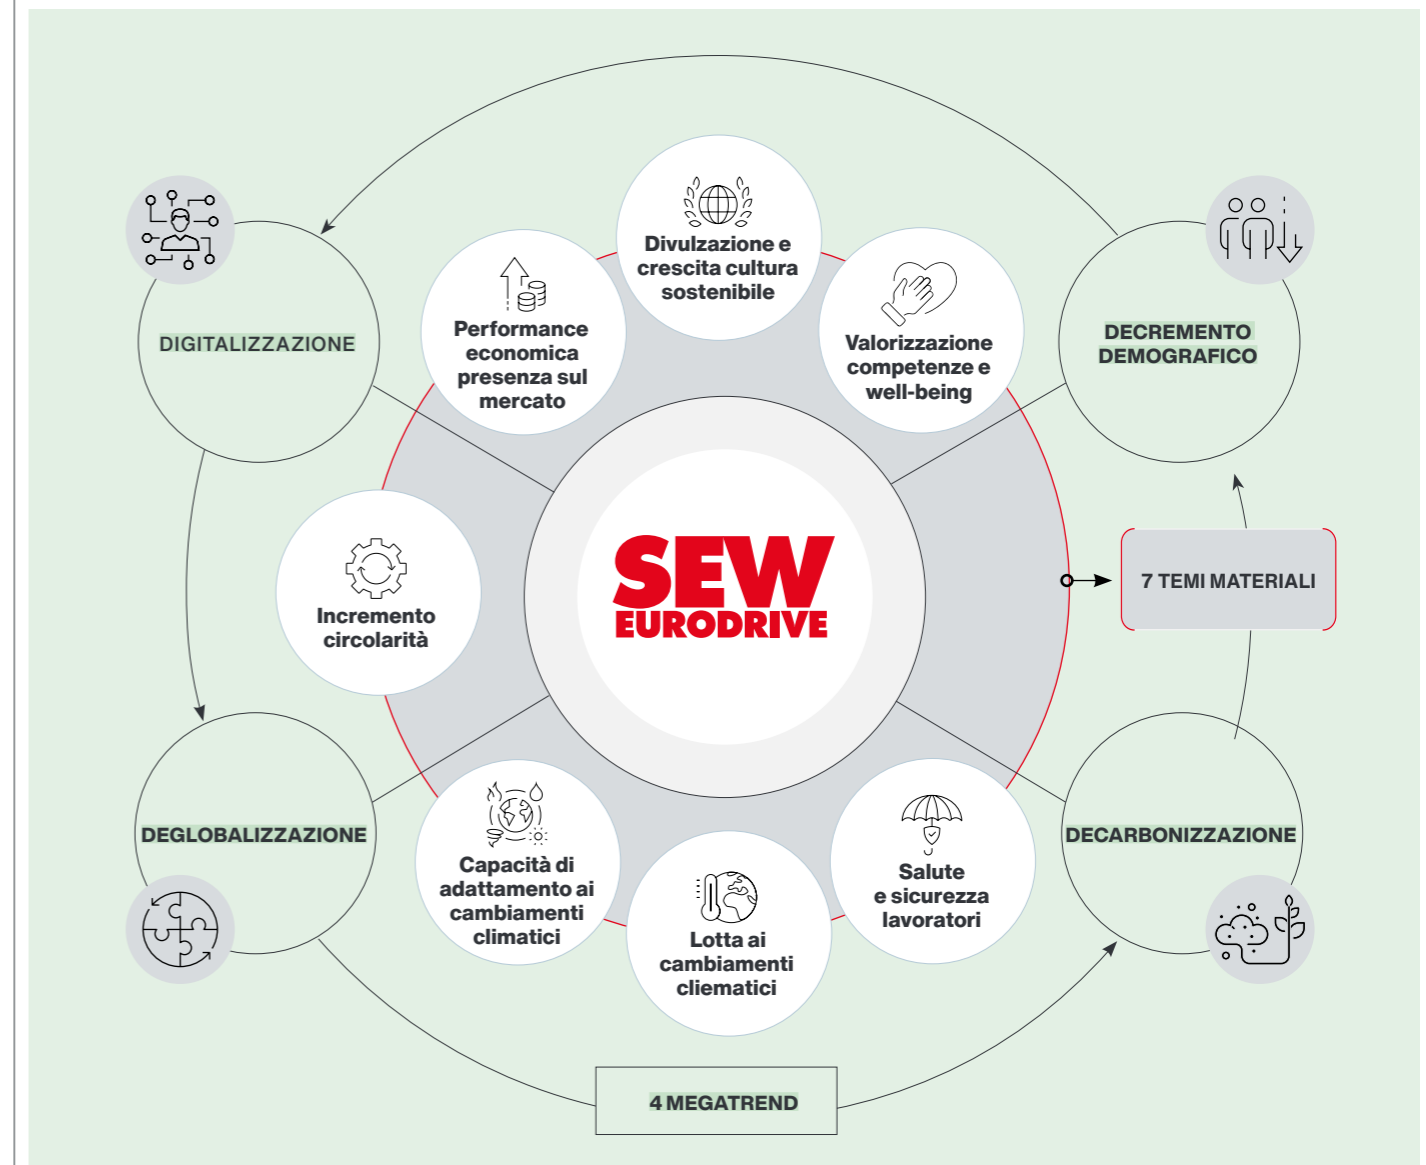 Divulzazione e
crescita cultura
sostenibile
Performance
economica
presenza sul
mercato
Valorizzazione
competenze e
well-being
DIGITALIZZAZIONE
DECREMENTO
DEMOGRAFICO
SEW
EURODRIVE
7 TEMI MATERIALI
Incremento
circolarità
DEGLOBALIZZAZIONE
DECARBONIZZAZIONE
Capacità di
adattamento ai
cambiamenti
climatici
Lotta ai
cambiamenti
cliematici
Salute
e sicurezza
lavoratori
4 MEGATREND